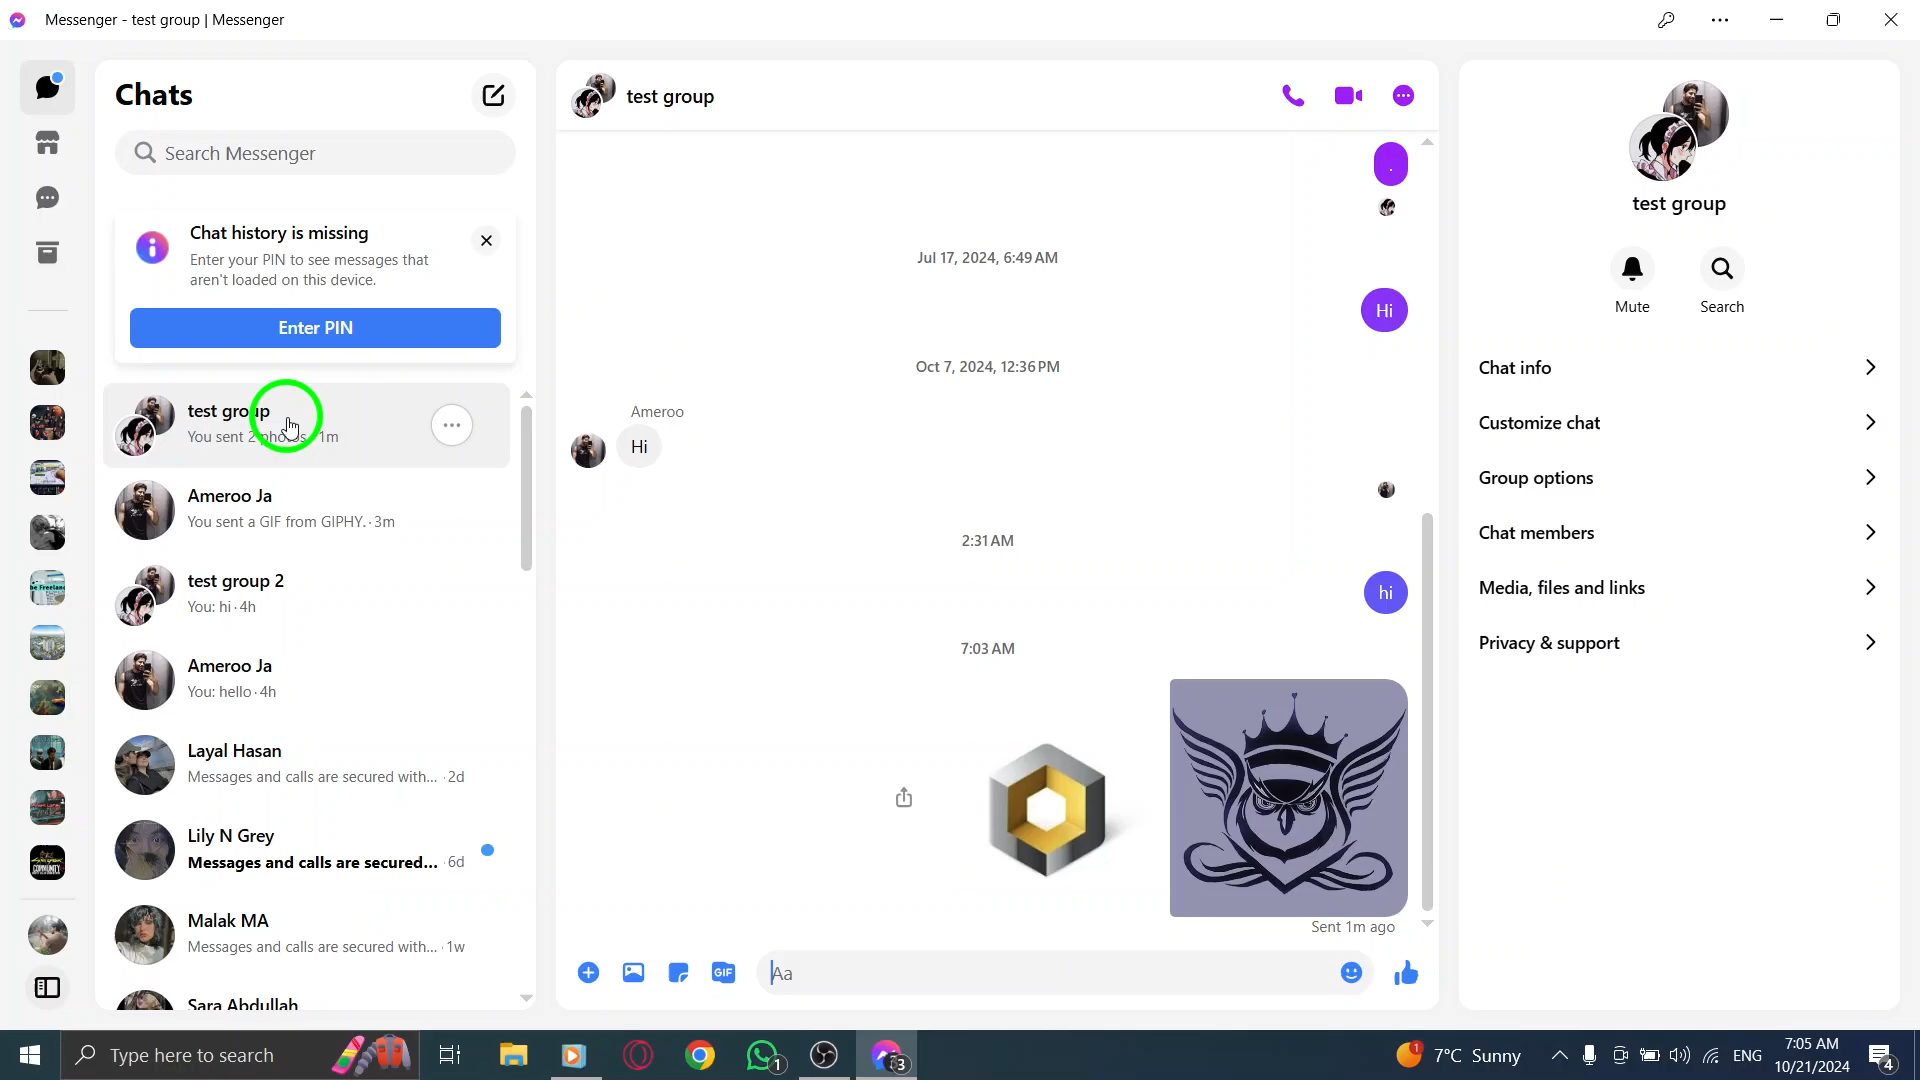 Messenger - test group | Messenger
Chats
Search Messenger
Chat history is missing
Enter your PIN to see messages that
aren't loaded on this device.
Enter PIN
test group
You sent 2 photos · 1m
Ameroo Ja
You sent a GIF from GIPHY. · 3m
test group 2
You: hi · 4h
Ameroo Ja
You: hello · 4h
Layal Hasan
Messages and calls are secured with... · 2d
Lily N Grey
Messages and calls are secured... · 6d
Malak MA
Messages and calls are secured with... · 1w
Sara Abdullah
test group
.
Jul 17, 2024, 6:49 AM
Hi
Oct 7, 2024, 12:36 PM
Ameroo
Hi
2:31 AM
hi
7:03 AM
Sent 1m ago
GIF
Aa
test group
Mute
Search
Chat info
Customize chat
Group options
Chat members
Media, files and links
Privacy & support
Type here to search
1
3
1
7°C Sunny
ENG
7:05 AM
10/21/2024
4